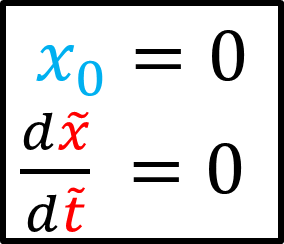 x₀ = 0
dx̃/dt̃ = 0